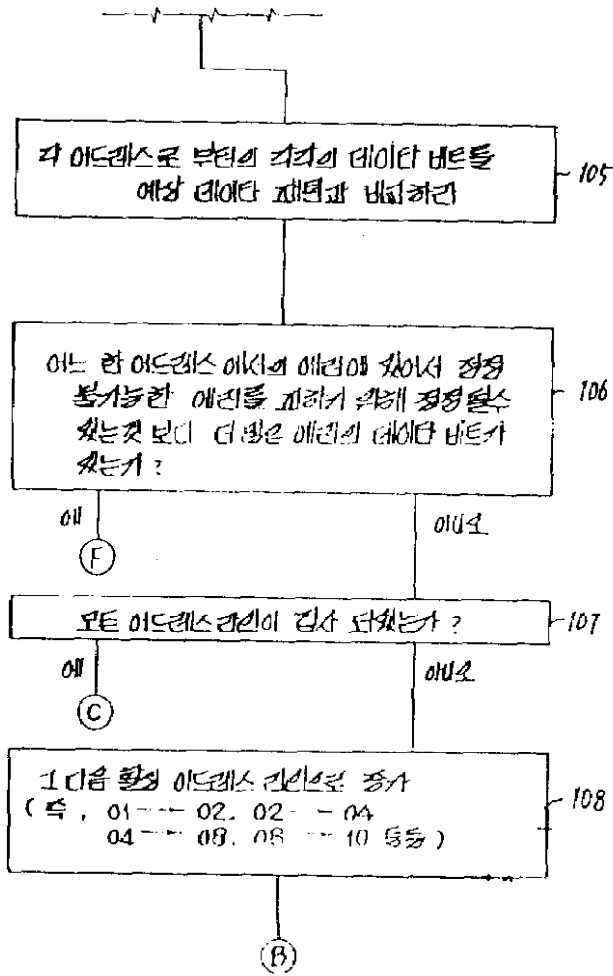 각 어드레스로 부터의 각각의 데이타 비트를
예상 데이타 패턴과 비교하라
105
어느 한 어드레스 에서의 에러에 있어서 정정
불가능한 에러를 피하기 위해 정정될수
있는것 보다 더 많은 에러의 데이타 비트가
있는가 ?
106
예
아니오
F
모든 어드레스라인이 검사 되었는가 ?
107
예
아니오
C
그다음 활성 어드레스 라인으로 증가
( 즉, 01 → 02, 02 → 04
04 → 08, 08 → 10 등등 )
108
B